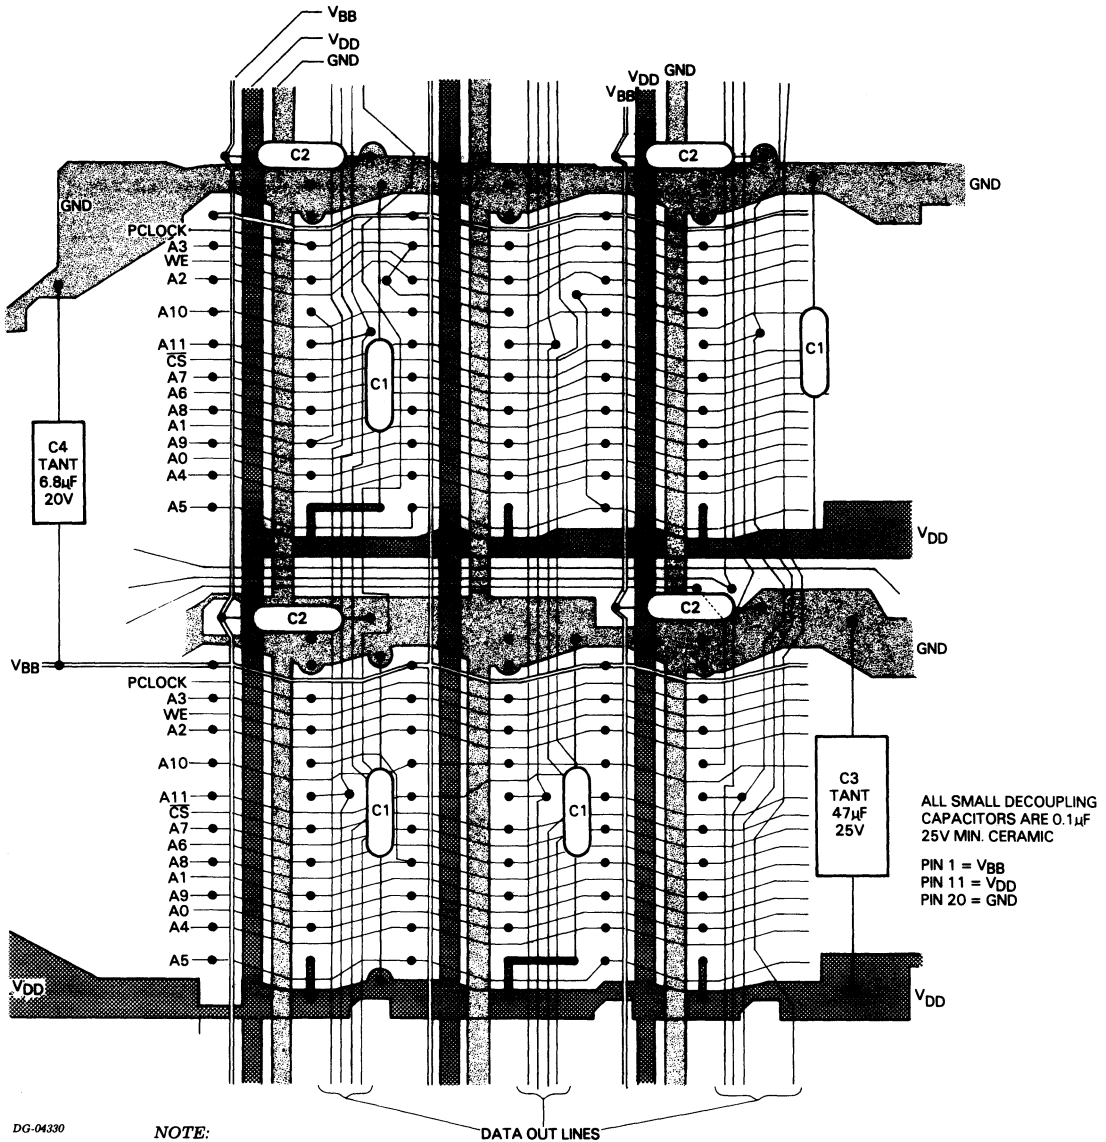 VBB
VDD
GND
VDD GND
VBB
C2
C2
GND
GND
PCLOCK
A3
WE
A2
A10
A11
CS
A7
A6
A8
A1
A9
A0
A4
A5
C1
C1
C4
TANT
6.8μF
20V
VDD
C2
C2
GND
VBB
PCLOCK
A3
WE
A2
A10
A11
CS
A7
A6
A8
A1
A9
A0
A4
A5
C1
C1
C3
TANT
47μF
25V
ALL SMALL DECOUPLING
CAPACITORS ARE 0.1μF
25V MIN. CERAMIC
PIN 1 = VBB
PIN 11 = VDD
PIN 20 = GND
VDD
VDD
DG-04330
NOTE:
DATA OUT LINES